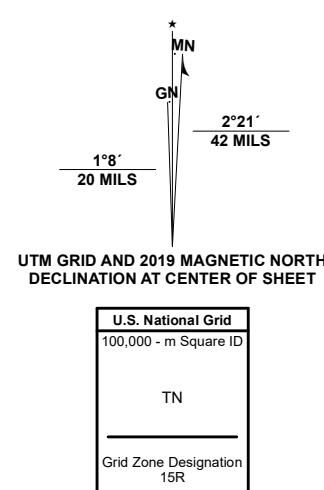 ★
MN
GN
2°21´
42 MILS
1°8´
20 MILS
UTM GRID AND 2019 MAGNETIC NORTH
DECLINATION AT CENTER OF SHEET
U.S. National Grid
100,000 - m Square ID
TN
Grid Zone Designation
15R